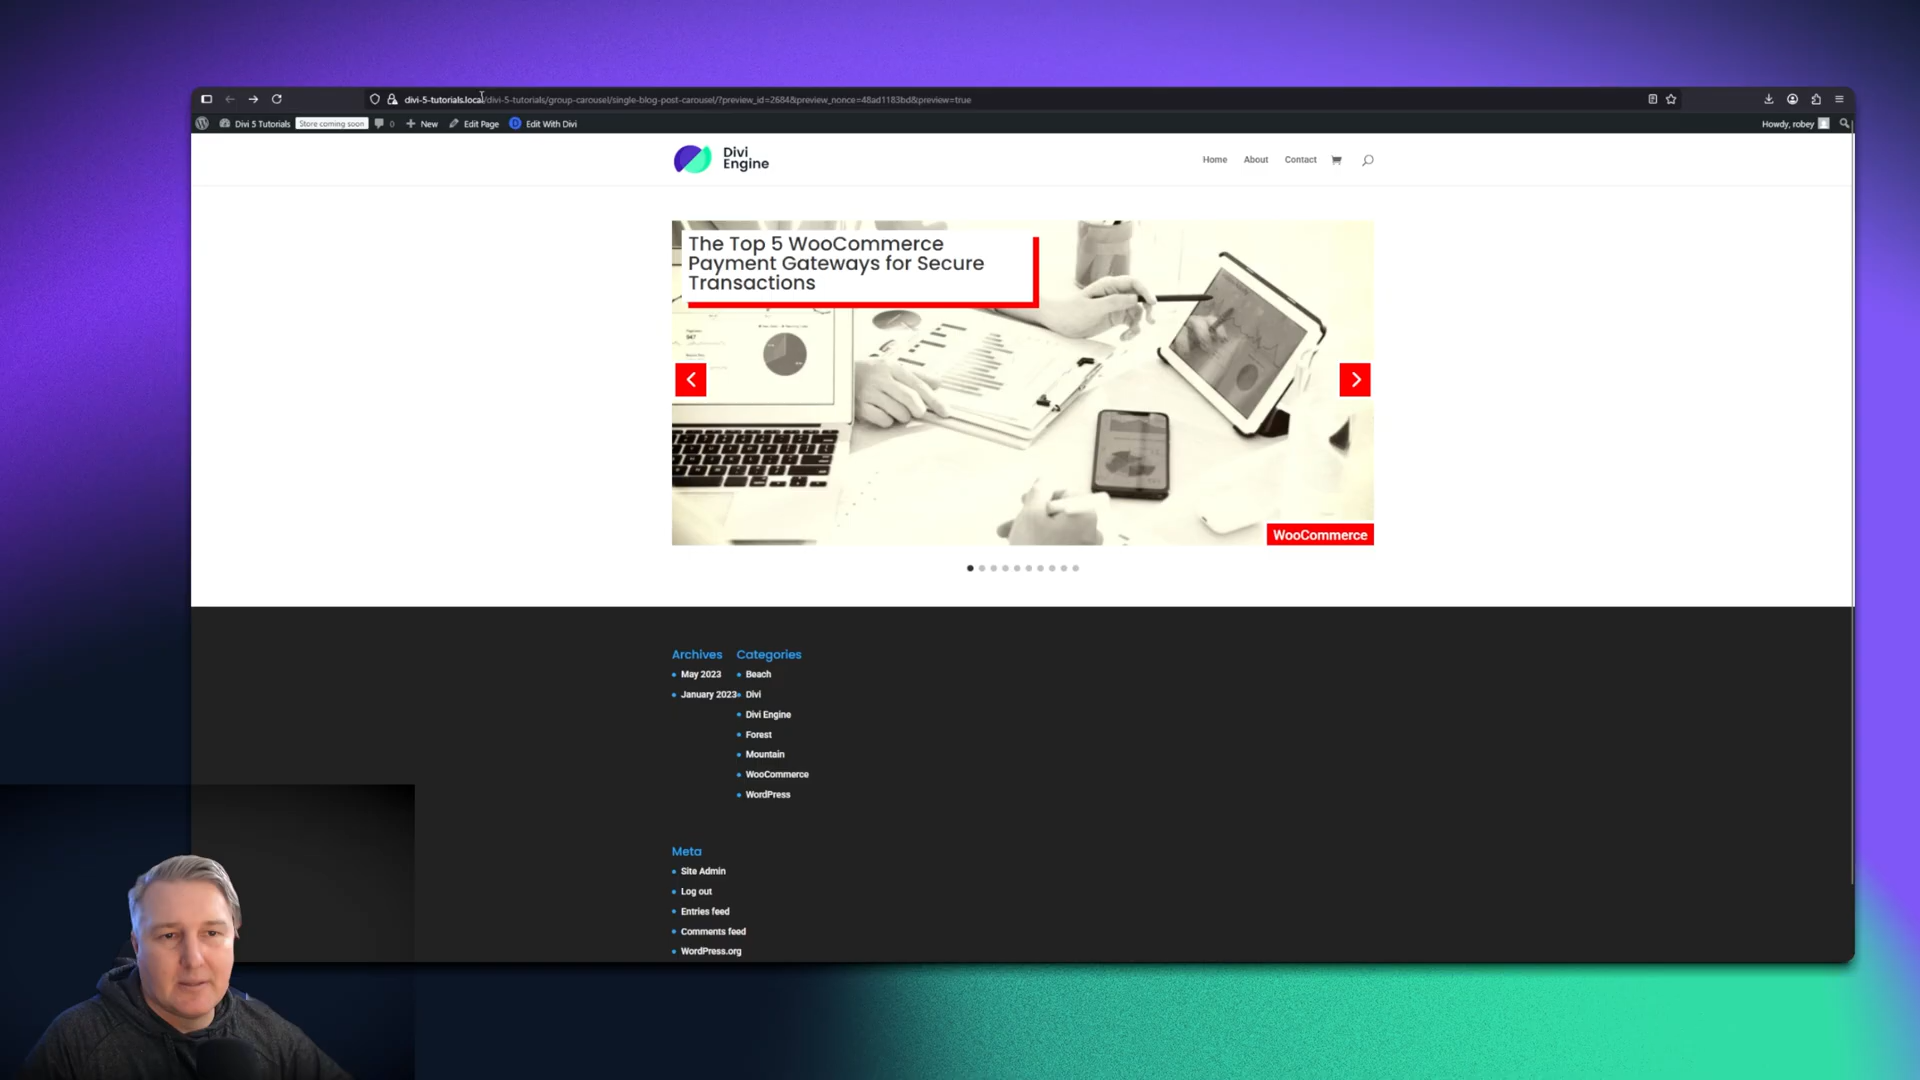 divi-5-tutorials.local/divi-5-tutorials/group-carousel/single-blog-post-carousel/?preview_id=2684&preview_nonce=48ad1183bd&preview=true
Divi 5 Tutorials
Store coming soon
0
New
Edit Page
D
Edit With Divi
Howdy, robey
Divi
Engine
Home
About
Contact
The Top 5 WooCommerce
Payment Gateways for Secure
Transactions
WooCommerce
Archives
May 2023
January 2023
Categories
Beach
Divi
Divi Engine
Forest
Mountain
WooCommerce
WordPress
Meta
Site Admin
Log out
Entries feed
Comments feed
WordPress.org